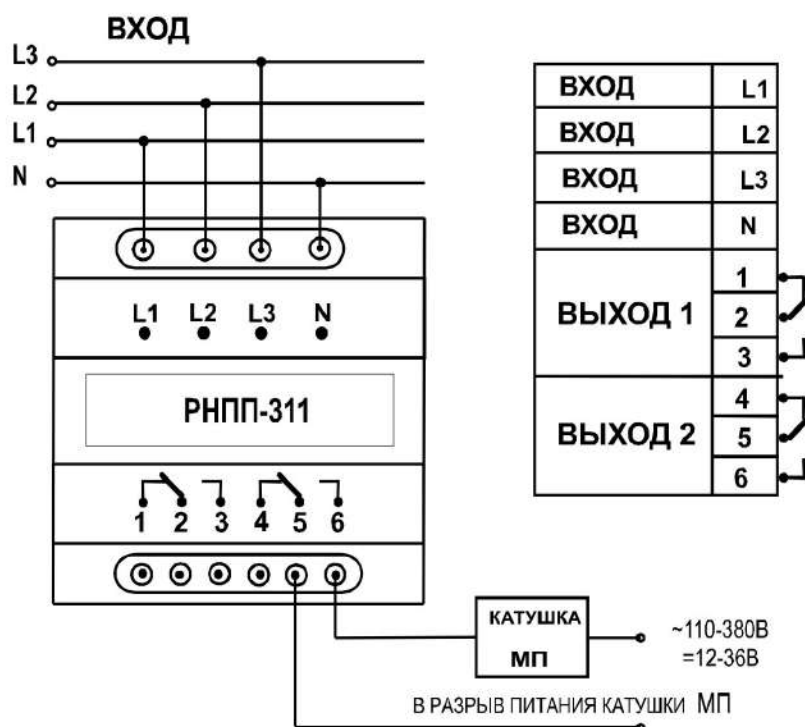 ВХОД
L3
L2
L1
N
L1 L2 L3 N
РНПП-311
1 2 3 4 5 6
ВХОД L1
ВХОД L2
ВХОД L3
ВХОД N
ВЫХОД 1
1
2
3
ВЫХОД 2
4
5
6
КАТУШКА
МП
~110-380В
=12-36В
В РАЗРЫВ ПИТАНИЯ КАТУШКИ МП